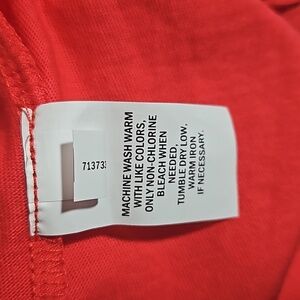 MACHINE WASH WARM
WITH LIKE COLORS,
ONLY NON-CHLORINE
BLEACH WHEN
NEEDED,
TUMBLE DRY LOW,
WARM IRON
IF NECESSARY.